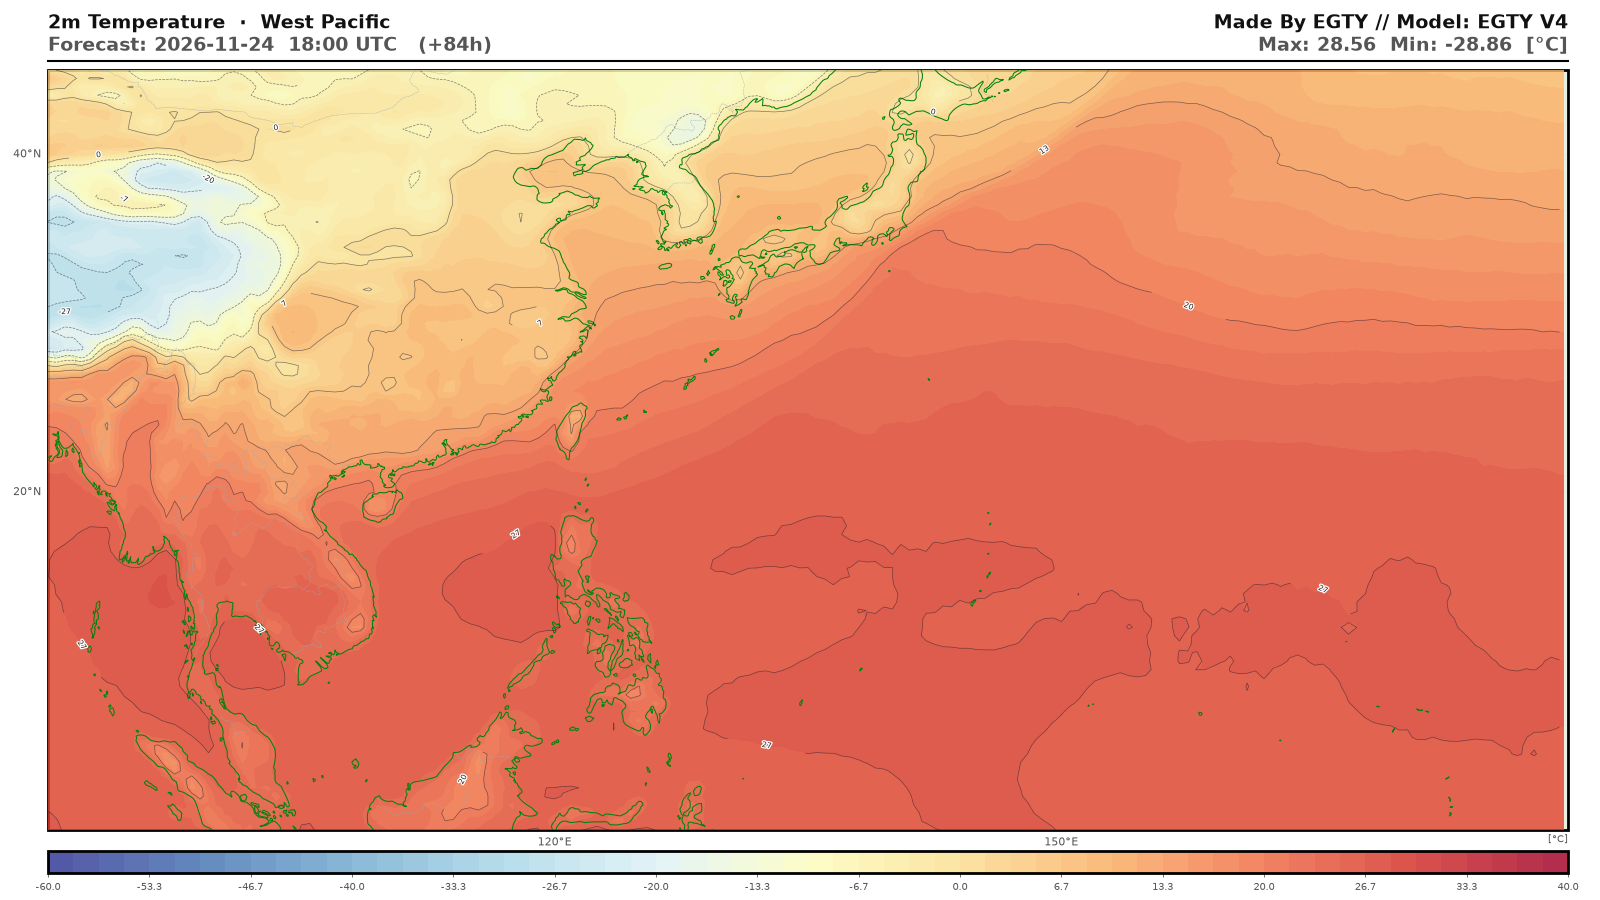 2m Temperature · West Pacific
Made By EGTY // Model: EGTY V4
Forecast: 2026-11-24 18:00 UTC (+84h)
Max: 28.56 Min: -28.86 [°C]
0
0
13
0
40°N
-20
-7
7
7
20
-27
20°N
27
27
27
27
27
20
120°E
150°E
[°C]
-60.0 -53.3 -46.7 -40.0 -33.3 -26.7 -20.0 -13.3 -6.7 0.0 6.7 13.3 20.0 26.7 33.3 40.0